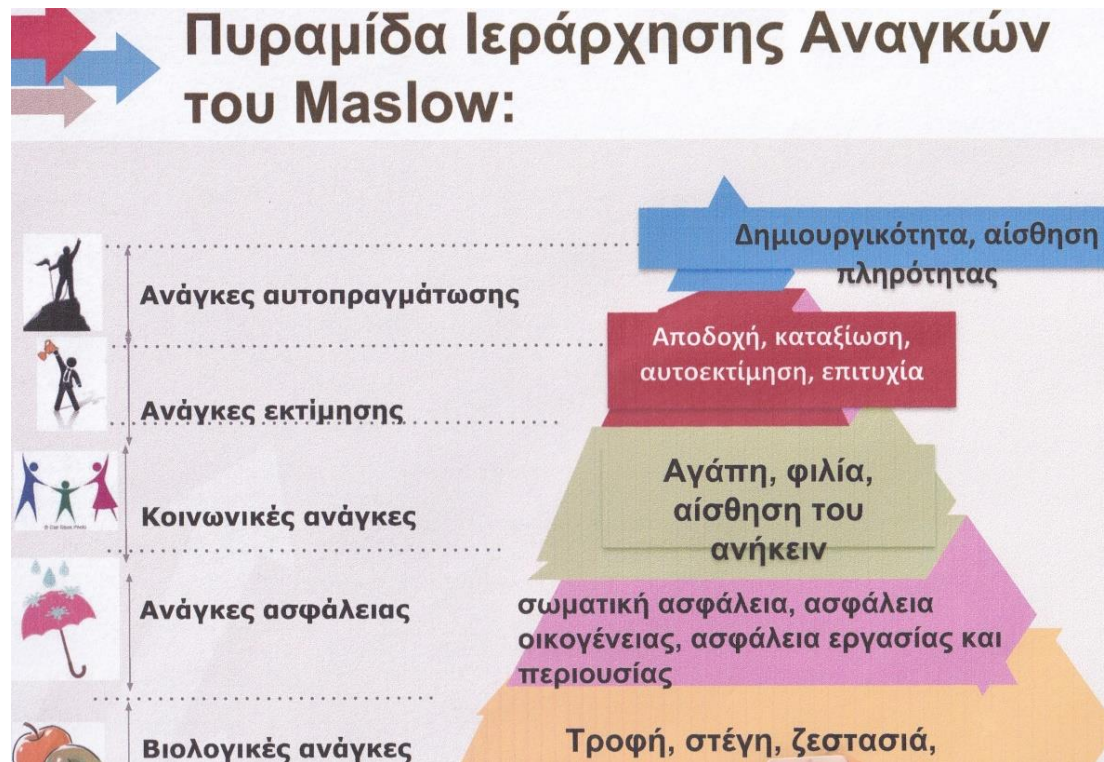 Πυραμίδα Ιεράρχησης Αναγκών
του Maslow:
Δημιουργικότητα, αίσθηση
πληρότητας
Ανάγκες αυτοπραγμάτωσης
Αποδοχή, καταξίωση,
αυτοεκτίμηση, επιτυχία
Ανάγκες εκτίμησης
Αγάπη, φιλία,
αίσθηση του
ανήκειν
Κοινωνικές ανάγκες
Ανάγκες ασφάλειας
σωματική ασφάλεια, ασφάλεια
οικογένειας, ασφάλεια εργασίας και
περιουσίας
Βιολογικές ανάγκες
Τροφή, στέγη, ζεστασιά,